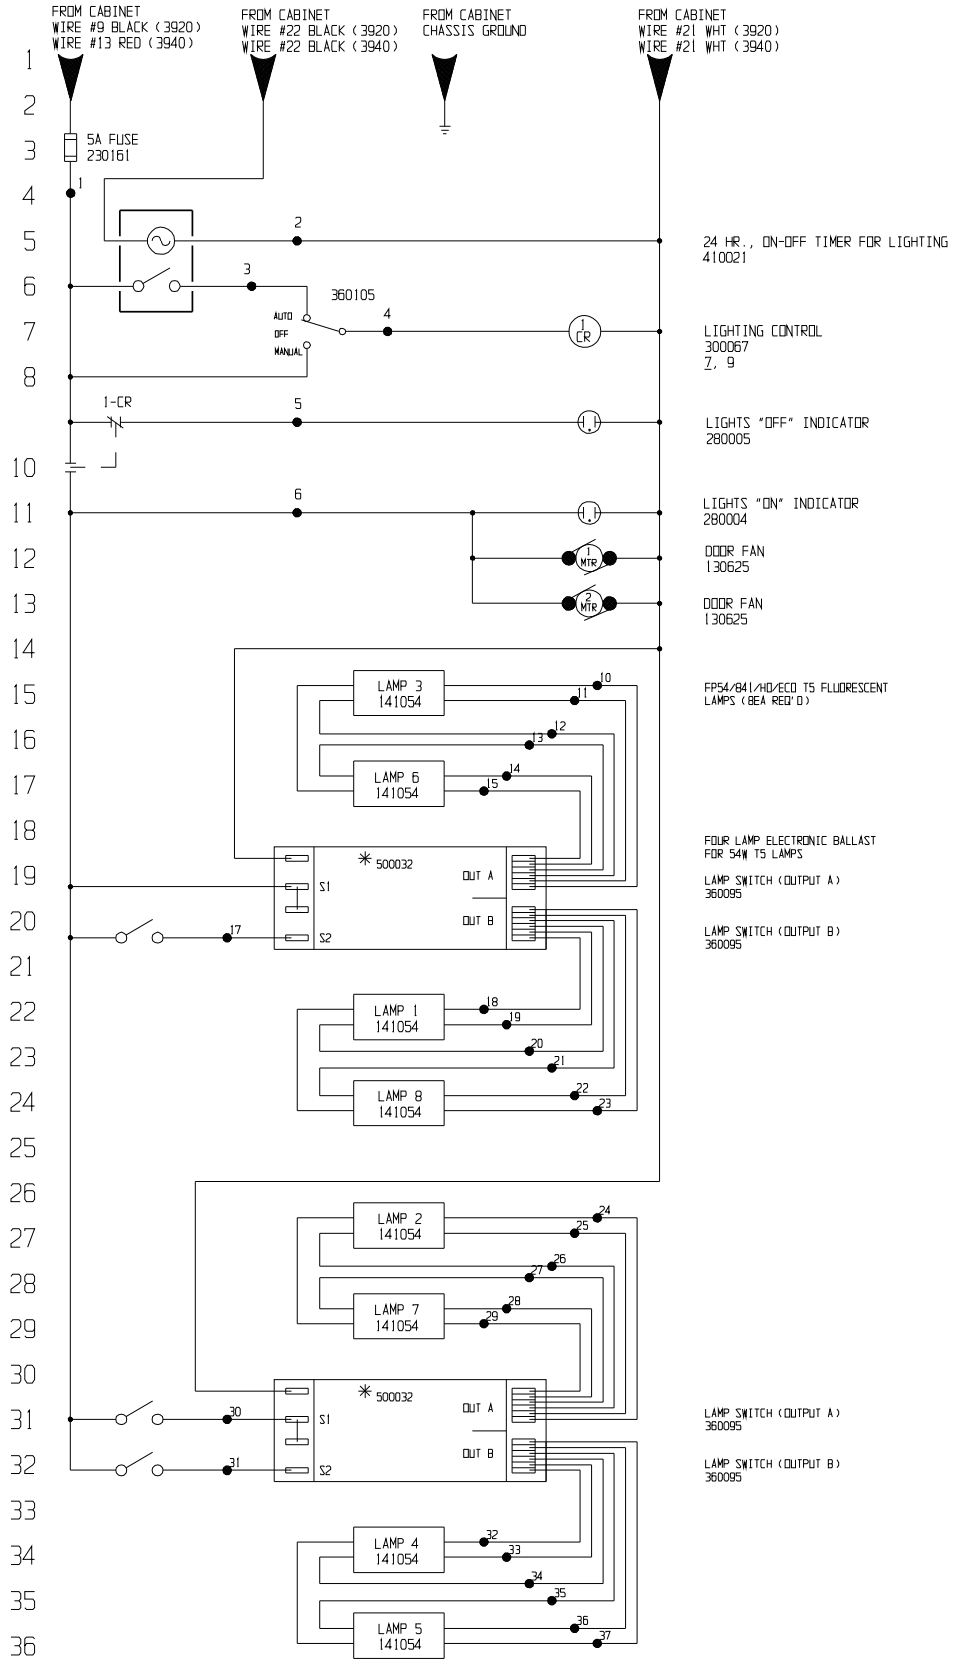 FROM CABINET
WIRE #9 BLACK (3920)
WIRE #13 RED (3940)
FROM CABINET
WIRE #22 BLACK (3920)
WIRE #22 BLACK (3940)
FROM CABINET
CHASSIS GROUND
FROM CABINET
WIRE #21 WHT (3920)
WIRE #21 WHT (3940)
1
2
3
5A FUSE
230161
4
1
5
2
24 HR., ON-OFF TIMER FOR LIGHTING
410021
6
3
360105
7
AUTO
OFF
MANUAL
4
1
CR
LIGHTING CONTROL
300067
7, 9
8
1-CR
5
LIGHTS "OFF" INDICATOR
280005
10
11
6
LIGHTS "ON" INDICATOR
280004
12
1
MTR
DOOR FAN
130625
13
2
MTR
DOOR FAN
130625
14
15
LAMP 3
141054
10
11
FP54/841/HO/ECO T5 FLUORESCENT
LAMPS (8EA REQ'D)
16
12
13
17
LAMP 6
141054
14
15
18
FOUR LAMP ELECTRONIC BALLAST
FOR 54W T5 LAMPS
19
500032
S1
OUT A
LAMP SWITCH (OUTPUT A)
360095
20
17
S2
OUT B
LAMP SWITCH (OUTPUT B)
360095
21
22
LAMP 1
141054
18
19
23
20
21
24
LAMP 8
141054
22
23
25
26
27
LAMP 2
141054
24
25
28
26
27
29
LAMP 7
141054
28
29
30
31
30
500032
S1
OUT A
LAMP SWITCH (OUTPUT A)
360095
32
31
S2
OUT B
LAMP SWITCH (OUTPUT B)
360095
33
34
LAMP 4
141054
32
33
35
34
35
36
LAMP 5
141054
36
37